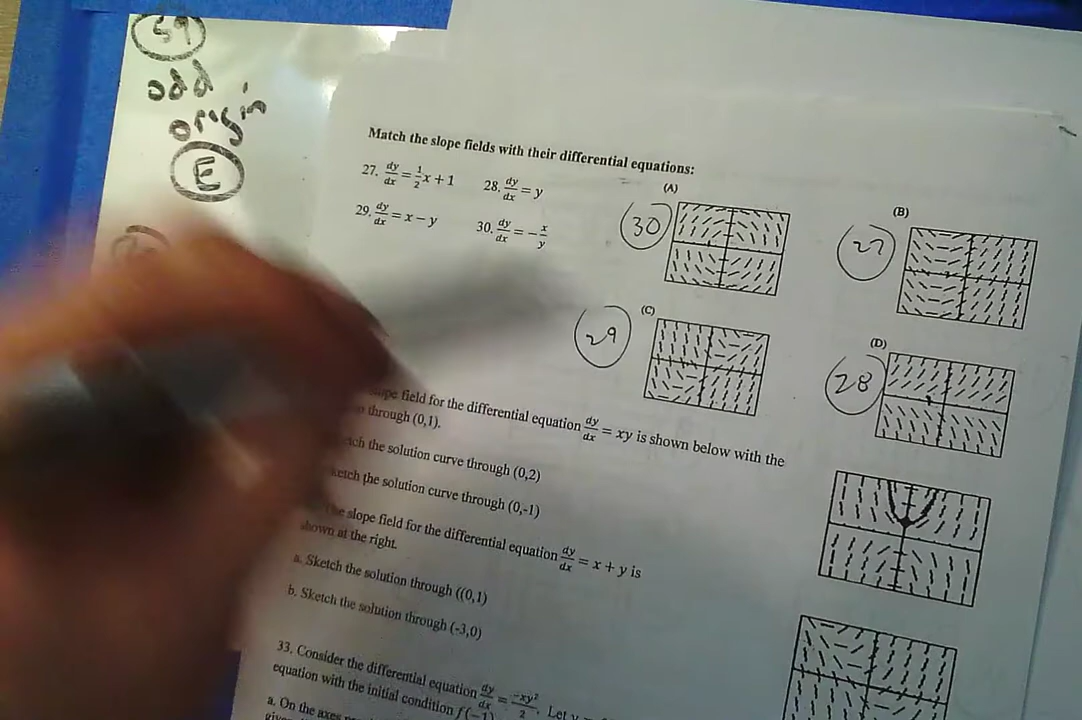 59
odd
origin
E
Match the slope fields with their differential equations:
27. dy/dx = 1/2 x + 1 28. dy/dx = y
29. dy/dx = x - y 30. dy/dx = - x/y
(A)
30
(B)
27
(C)
29
(D)
28
slope field for the differential equation dy/dx = xy is shown below with the
through (0,1).
the solution curve through (0,2)
the solution curve through (0,-1)
slope field for the differential equation dy/dx = x + y is
shown at the right.
a. Sketch the solution through ((0,1)
b. Sketch the solution through (-3,0)
33. Consider the differential equation dy/dx = -xy²/2. Let y =
equation with the initial condition f(-1)
a. On the axes